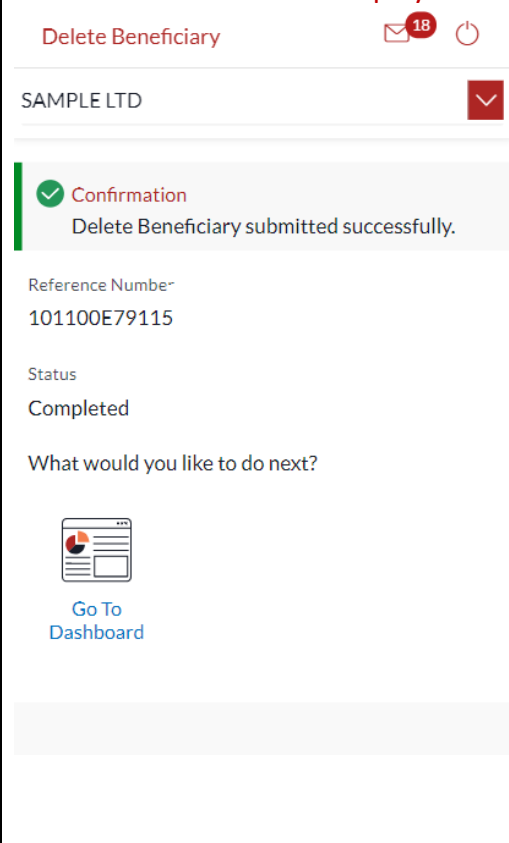 Delete Beneficiary
18
SAMPLE LTD
Confirmation
Delete Beneficiary submitted successfully.
Reference Number
101100E79115
Status
Completed
What would you like to do next?
Go To
Dashboard